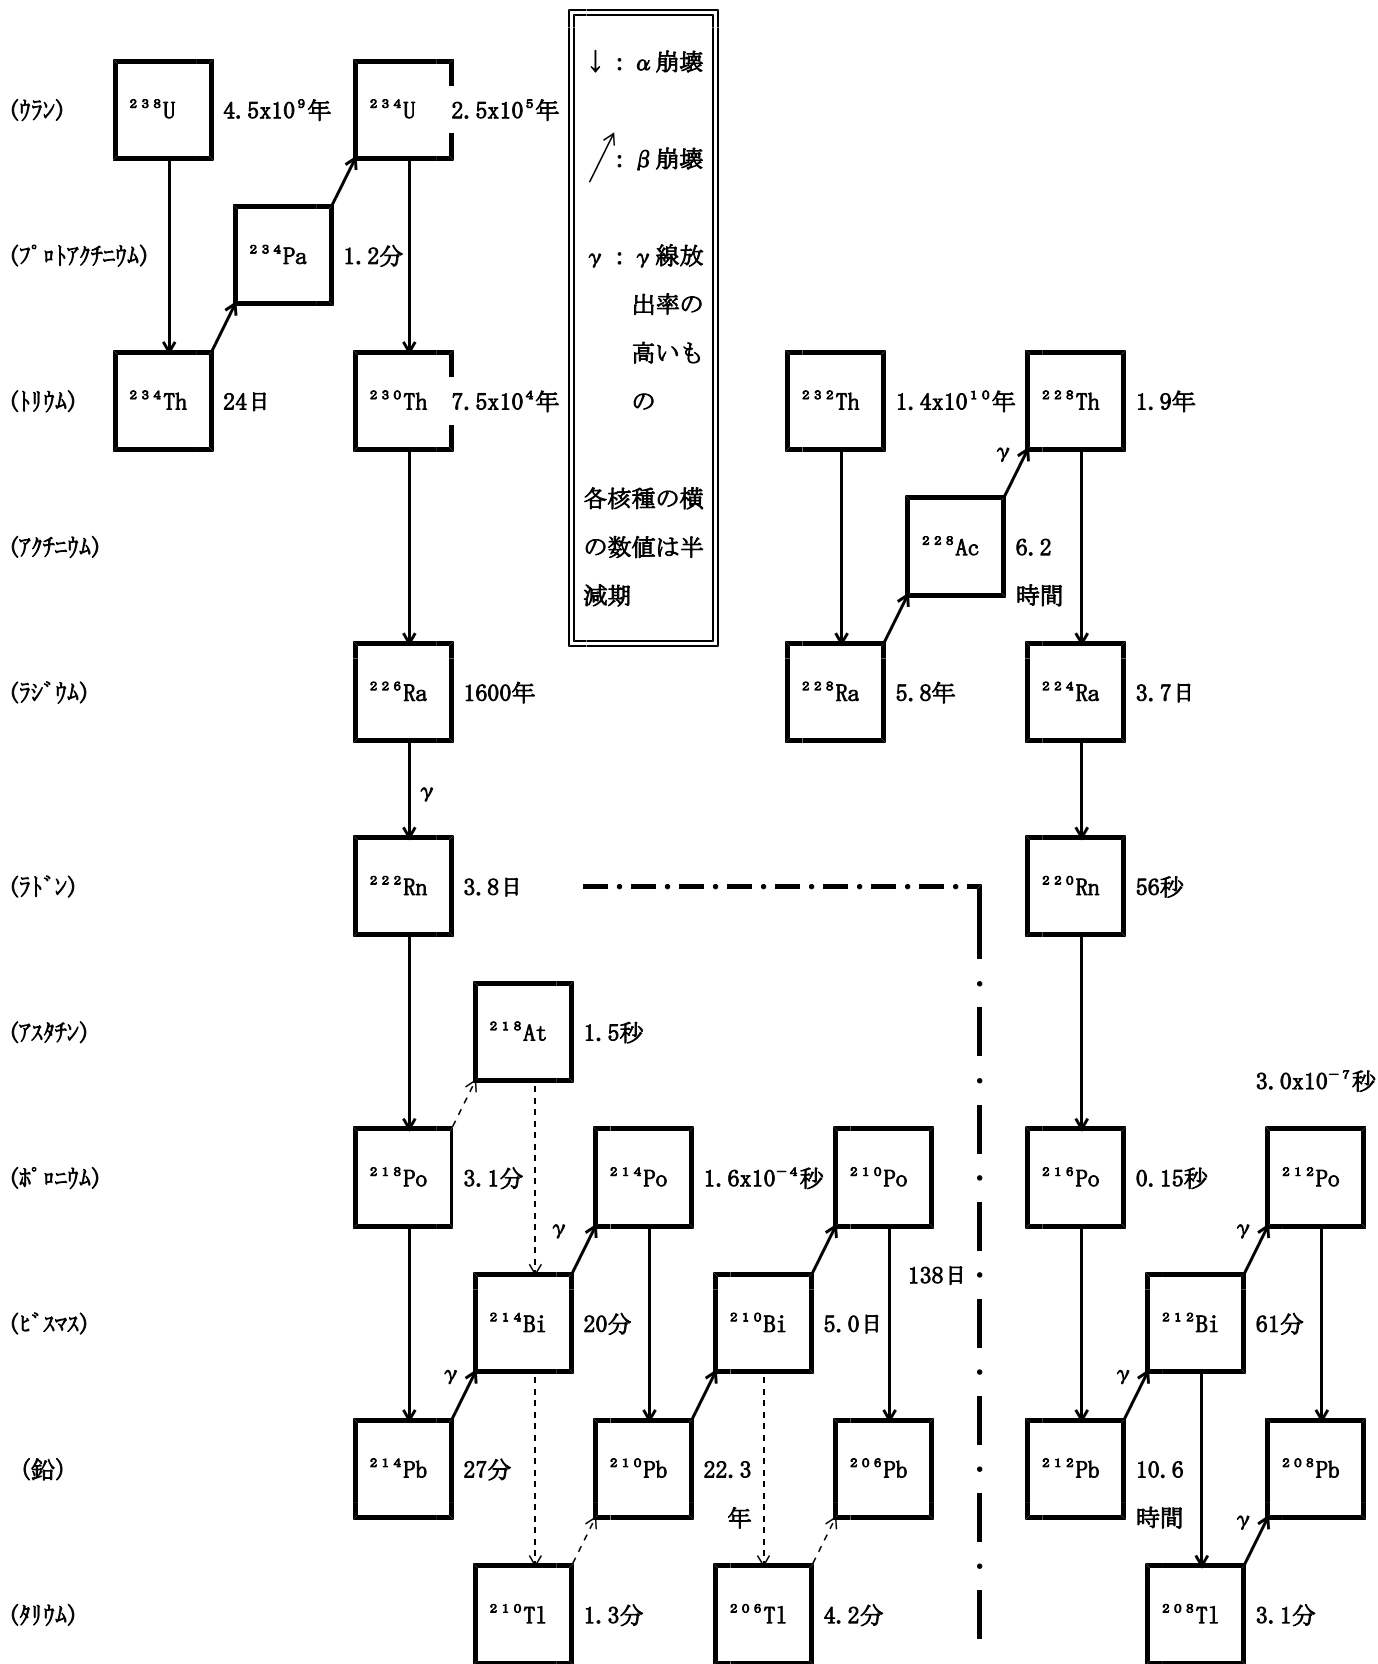 ↓：α崩壊
(ウラン) ²³⁸U 4.5x10⁹年 ²³⁴U 2.5x10⁵年
：β崩壊
(プロトアクチニウム) ²³⁴Pa 1.2分
γ：γ線放
出率の
高いも
の
(トリウム) ²³⁴Th 24日 ²³⁰Th 7.5x10⁴年 ²³²Th 1.4x10¹⁰年 ²²⁸Th 1.9年
γ
各核種の横
の数値は半
減期
(アクチニウム) ²²⁸Ac 6.2
時間
(ラジウム) ²²⁶Ra 1600年 ²²⁸Ra 5.8年 ²²⁴Ra 3.7日
γ
(ラドン) ²²²Rn 3.8日 ²²⁰Rn 56秒
(アスタチン) ²¹⁸At 1.5秒
3.0x10⁻⁷秒
(ポロニウム) ²¹⁸Po 3.1分 ²¹⁴Po 1.6x10⁻⁴秒 ²¹⁰Po ²¹⁶Po 0.15秒 ²¹²Po
γ γ
138日
(ビスマス) ²¹⁴Bi 20分 ²¹⁰Bi 5.0日 ²¹²Bi 61分
γ γ
(鉛) ²¹⁴Pb 27分 ²¹⁰Pb 22.3 ²⁰⁶Pb ²¹²Pb 10.6 ²⁰⁸Pb
年 時間 γ
(タリウム) ²¹⁰Tl 1.3分 ²⁰⁶Tl 4.2分 ²⁰⁸Tl 3.1分